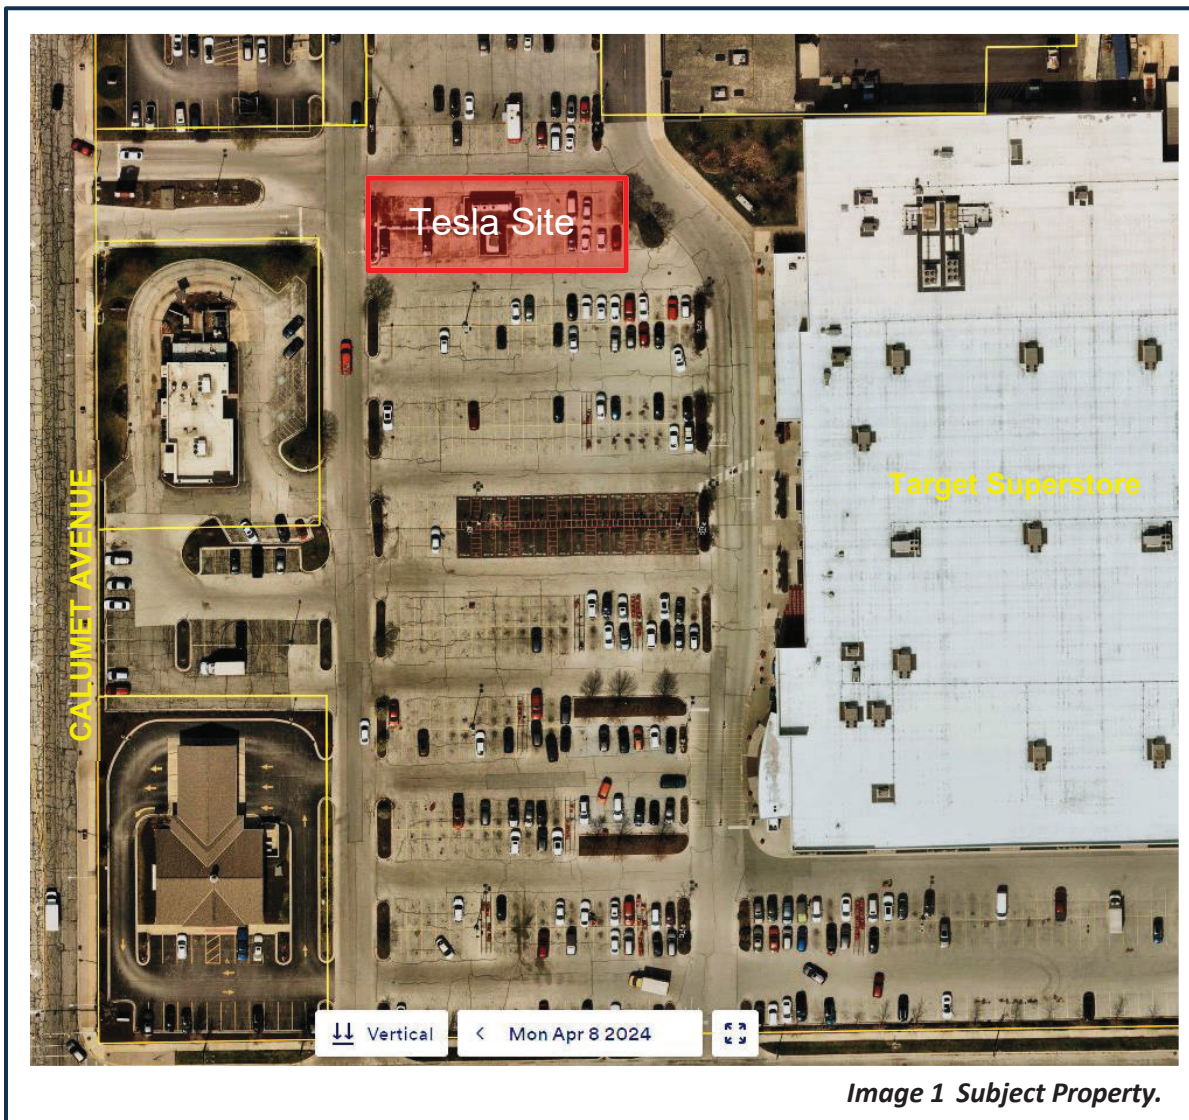 Tesla Site
Target Superstore
CALUMET AVENUE
Vertical
Mon Apr 8 2024
Image 1 Subject Property.